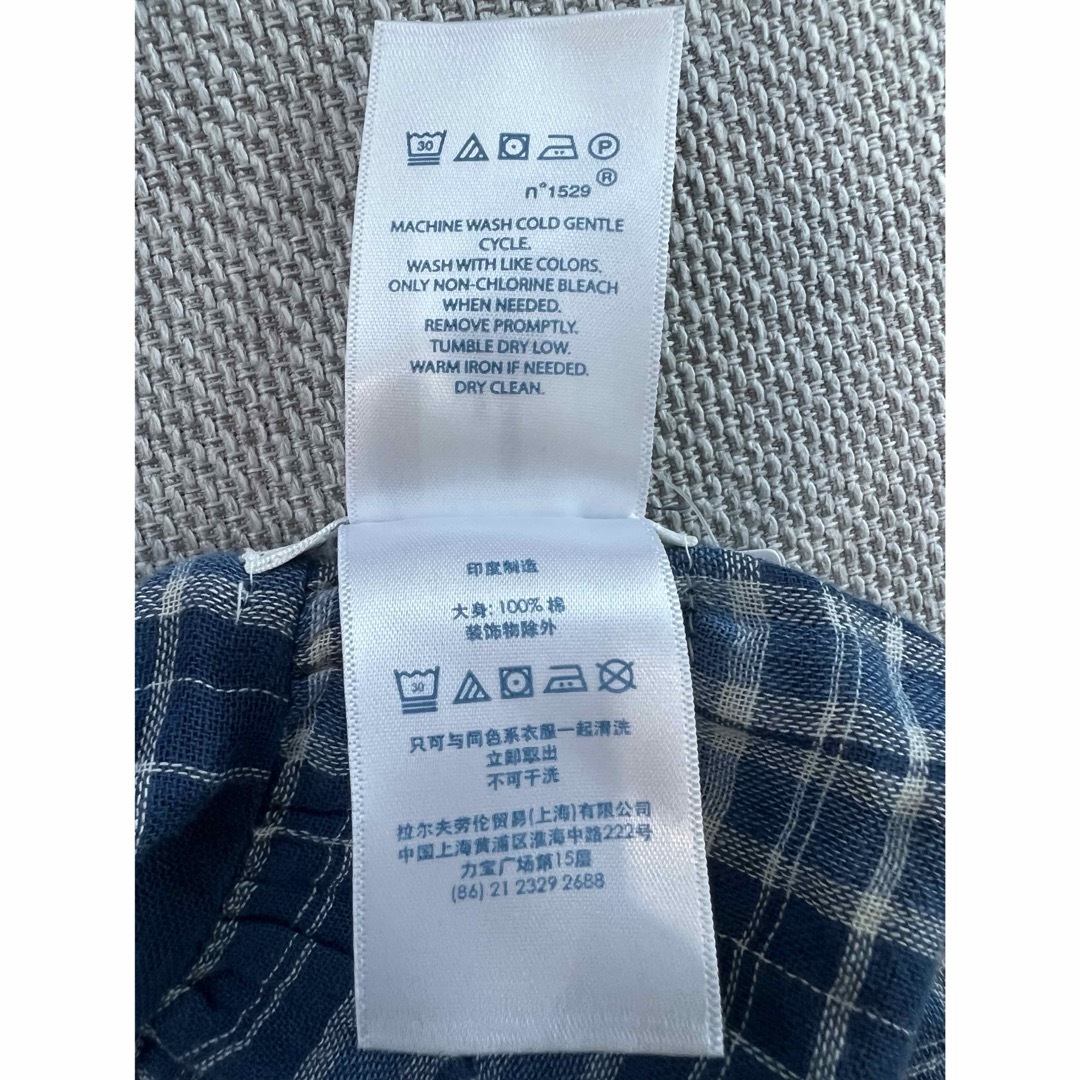 30 P
n°1529 ®
MACHINE WASH COLD GENTLE
CYCLE.
WASH WITH LIKE COLORS.
ONLY NON-CHLORINE BLEACH
WHEN NEEDED.
REMOVE PROMPTLY.
TUMBLE DRY LOW.
WARM IRON IF NEEDED.
DRY CLEAN.
印度制造
大身: 100% 棉
装饰物除外
30
只可与同色系衣服一起清洗
立即取出
不可干洗
拉尔夫劳伦贸易(上海)有限公司
中国上海黄浦区淮海中路222号
力宝广场第15层
(86) 21 2329 2688